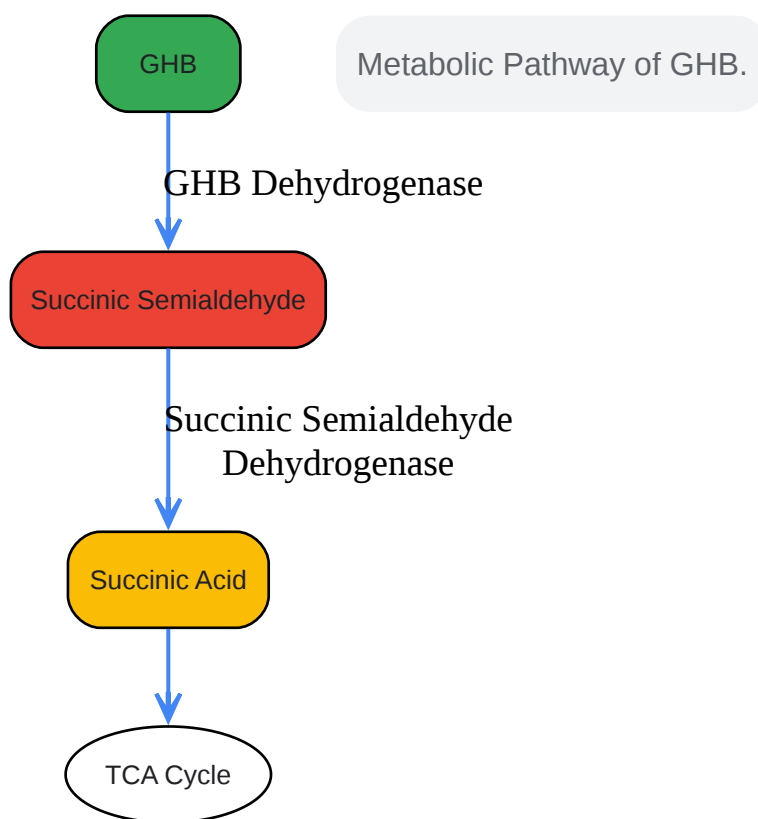 GHB
Metabolic Pathway of GHB.
GHB Dehydrogenase
Succinic Semialdehyde
Succinic Semialdehyde
Dehydrogenase
Succinic Acid
TCA Cycle